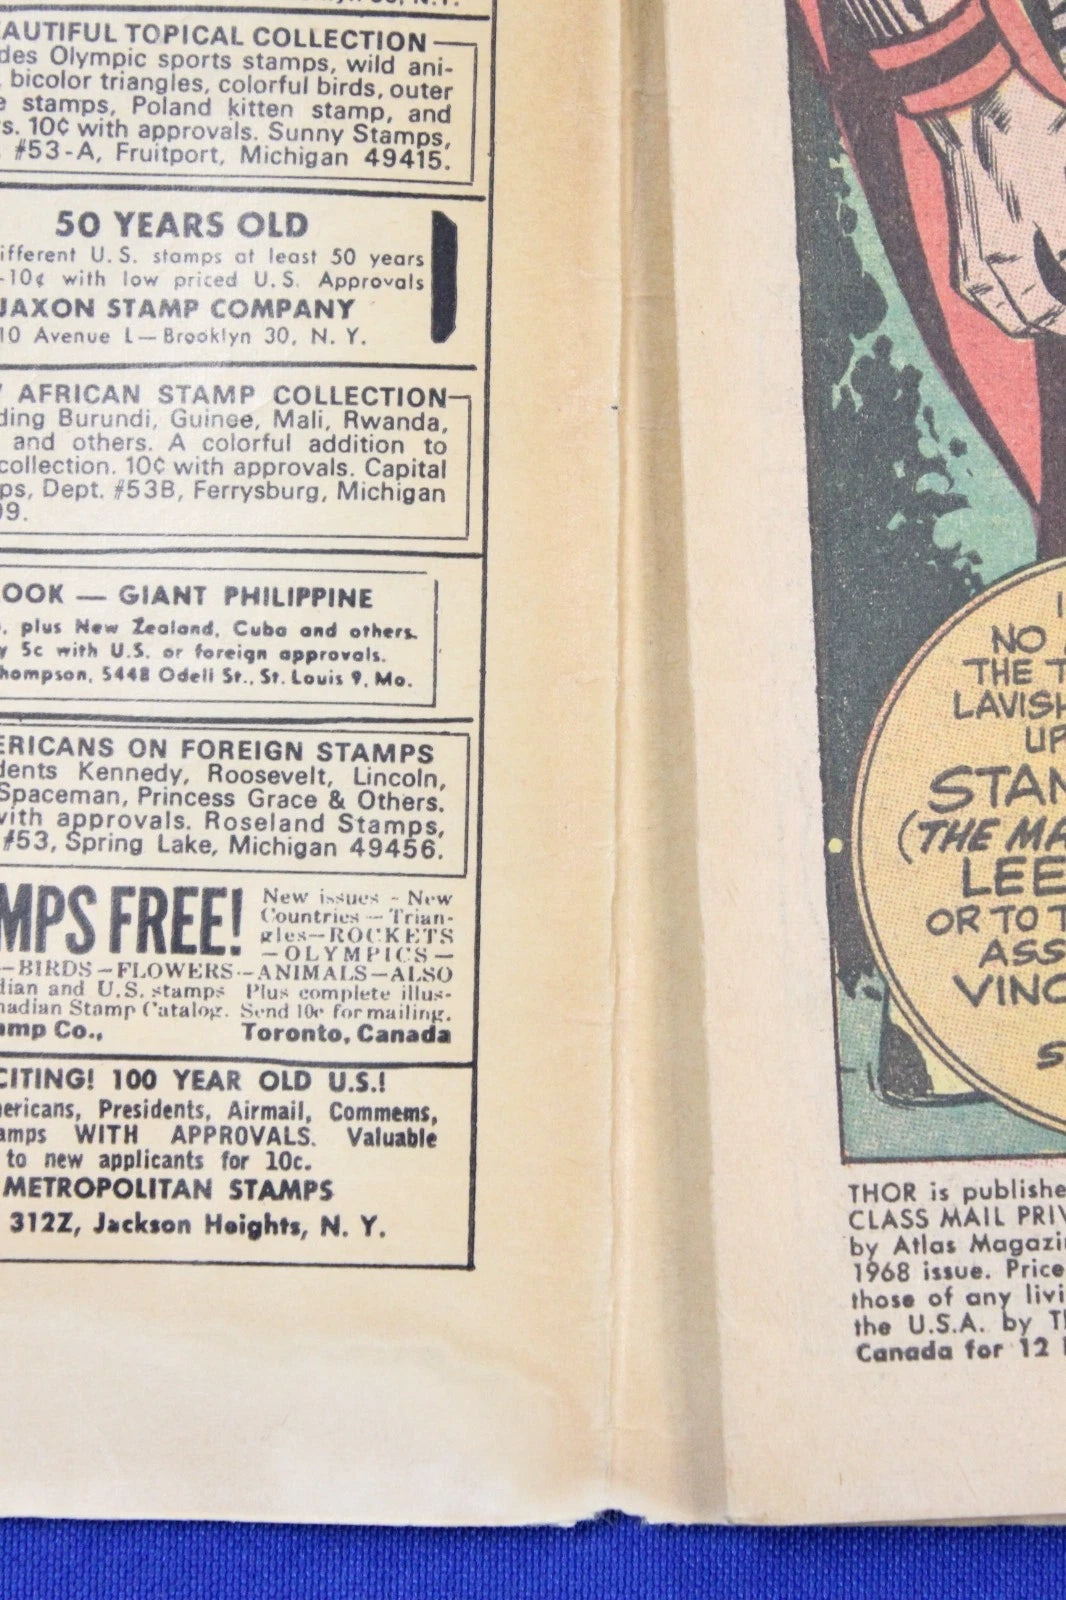 AUTIFUL TOPICAL COLLECTION
des Olympic sports stamps, wild ani-
bicolor triangles, colorful birds, outer
e stamps, Poland kitten stamp, and
s. 10¢ with approvals. Sunny Stamps,
#53-A, Fruitport, Michigan 49415.
50 YEARS OLD
ifferent U.S. stamps at least 50 years
-10¢ with low priced U.S. Approvals
JAXON STAMP COMPANY
10 Avenue L—Brooklyn 30, N. Y.
AFRICAN STAMP COLLECTION
ding Burundi, Guinee, Mali, Rwanda,
and others. A colorful addition to
collection. 10¢ with approvals. Capital
ps, Dept. #53B, Ferrysburg, Michigan
99.
OOK — GIANT PHILIPPINE
plus New Zealand, Cuba and others.
y 5c with U.S. or foreign approvals.
hompson, 5448 Odell St., St. Louis 9, Mo.
ERICANS ON FOREIGN STAMPS
dents Kennedy, Roosevelt, Lincoln,
Spaceman, Princess Grace & Others.
with approvals. Roseland Stamps,
#53, Spring Lake, Michigan 49456.
MPS FREE!
New issues - New
Countries — Trian-
gles—ROCKETS
—OLYMPICS—
—BIRDS—FLOWERS--ANIMALS—ALSO
dian and U.S. stamps Plus complete illus-
nadian Stamp Catalog. Send 10c for mailing.
amp Co., Toronto, Canada
CITING! 100 YEAR OLD U.S.!
ericans, Presidents, Airmail, Commems,
amps WITH APPROVALS. Valuable
to new applicants for 10c.
METROPOLITAN STAMPS
312Z, Jackson Heights, N. Y.
NO
THE T
LAVISH
UP
STAN
(THE MA
LEE
OR TO T
ASS
VINC
S
THOR is publishe
CLASS MAIL PRIV
by Atlas Magazi
1968 issue. Price
those of any livi
the U.S.A. by Th
Canada for 12